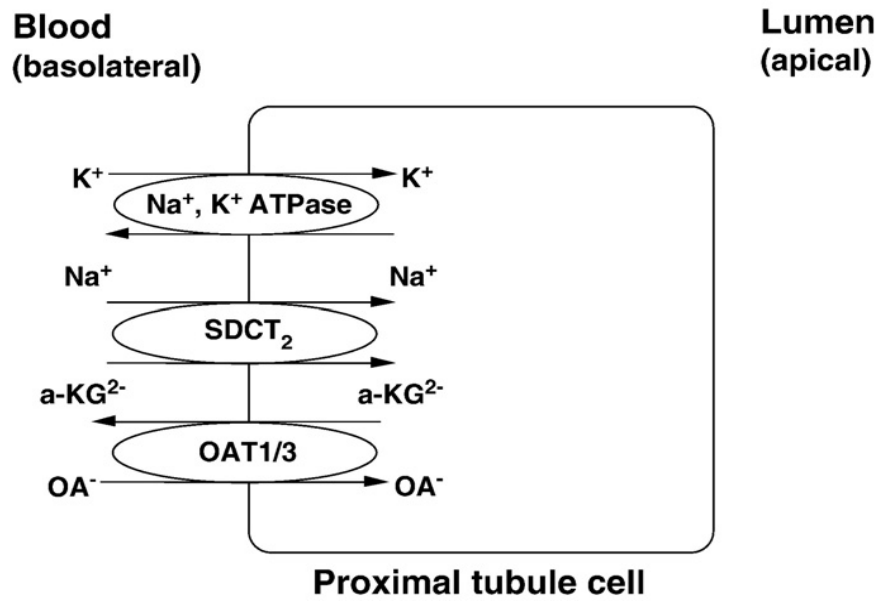 Blood
(basolateral)
Lumen
(apical)
K⁺
K⁺
Na⁺, K⁺ ATPase
Na⁺
Na⁺
SDCT₂
a-KG²⁻
a-KG²⁻
OAT1/3
OA⁻
OA⁻
Proximal tubule cell